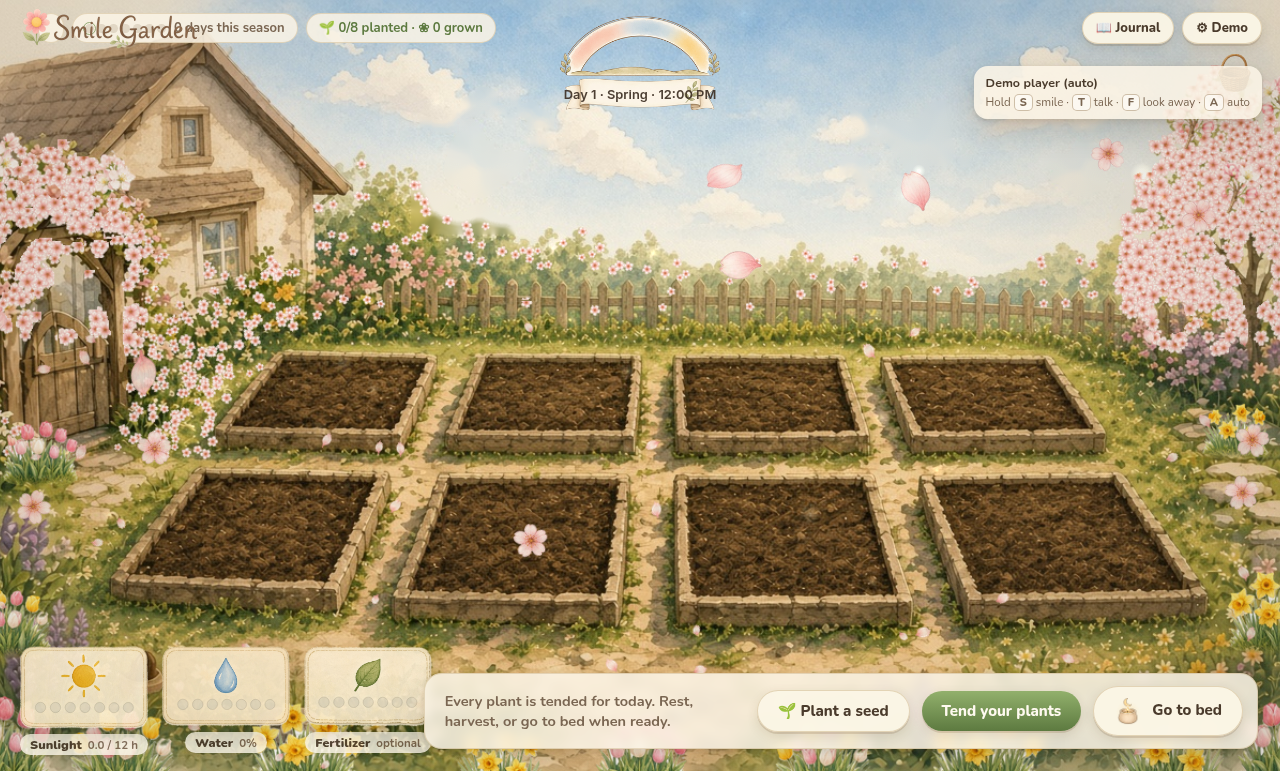 Smile Garden
days this season
🌱 0/8 planted · ❀ 0 grown
Day 1 · Spring · 12:00 PM
📖 Journal
⚙ Demo
Demo player (auto)
Hold S smile · T talk · F look away · A auto
Every plant is tended for today. Rest,
harvest, or go to bed when ready.
🌱 Plant a seed
Tend your plants
Go to bed
Sunlight 0.0 / 12 h
Water 0%
Fertilizer optional